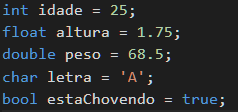 int idade = 25;
float altura = 1.75;
double peso = 68.5;
char letra = 'A';
bool estaChovendo = true;